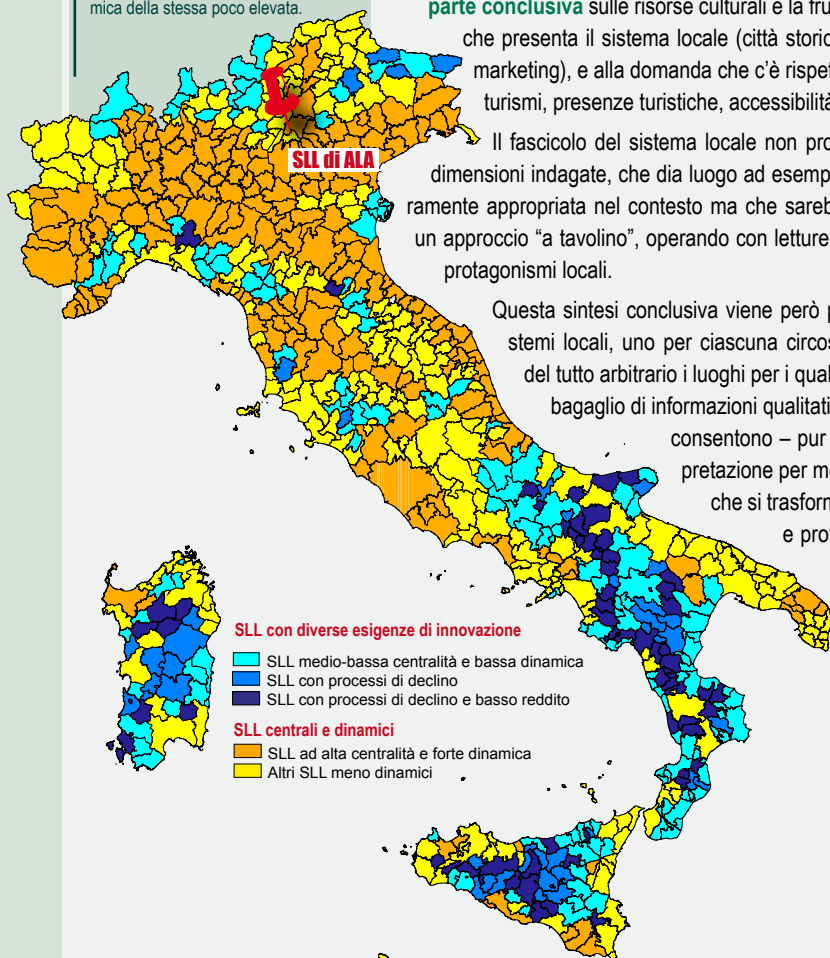 mica della stessa poco elevata.
parte conclusiva sulle risorse culturali e la fru
che presenta il sistema locale (città storic
marketing), e alla domanda che c'è rispet
turismi, presenze turistiche, accessibilità
Il fascicolo del sistema locale non pro
dimensioni indagate, che dia luogo ad esemp
ramente appropriata nel contesto ma che sareb
un approccio “a tavolino”, operando con letture
protagonismi locali.
Questa sintesi conclusiva viene però p
stemi locali, uno per ciascuna circos
del tutto arbitrario i luoghi per i qual
bagaglio di informazioni qualitati
consentono – pur
pretazione per me
che si trasform
e pro
SLL di ALA
SLL con diverse esigenze di innovazione
SLL medio-bassa centralità e bassa dinamica
SLL con processi di declino
SLL con processi di declino e basso reddito
SLL centrali e dinamici
SLL ad alta centralità e forte dinamica
Altri SLL meno dinamici